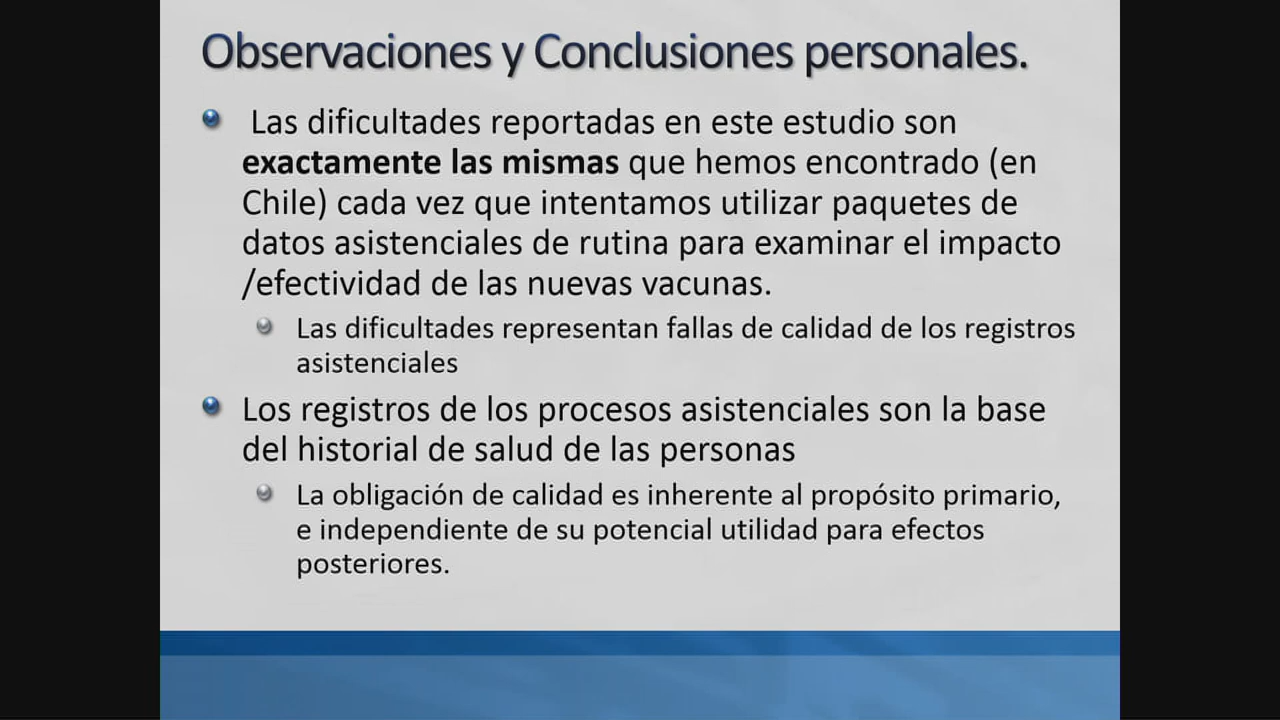 Observaciones y Conclusiones personales.
Las dificultades reportadas en este estudio son
exactamente las mismas que hemos encontrado (en
Chile) cada vez que intentamos utilizar paquetes de
datos asistenciales de rutina para examinar el impacto
/efectividad de las nuevas vacunas.
Las dificultades representan fallas de calidad de los registros
asistenciales
Los registros de los procesos asistenciales son la base
del historial de salud de las personas
La obligación de calidad es inherente al propósito primario,
e independiente de su potencial utilidad para efectos
posteriores.